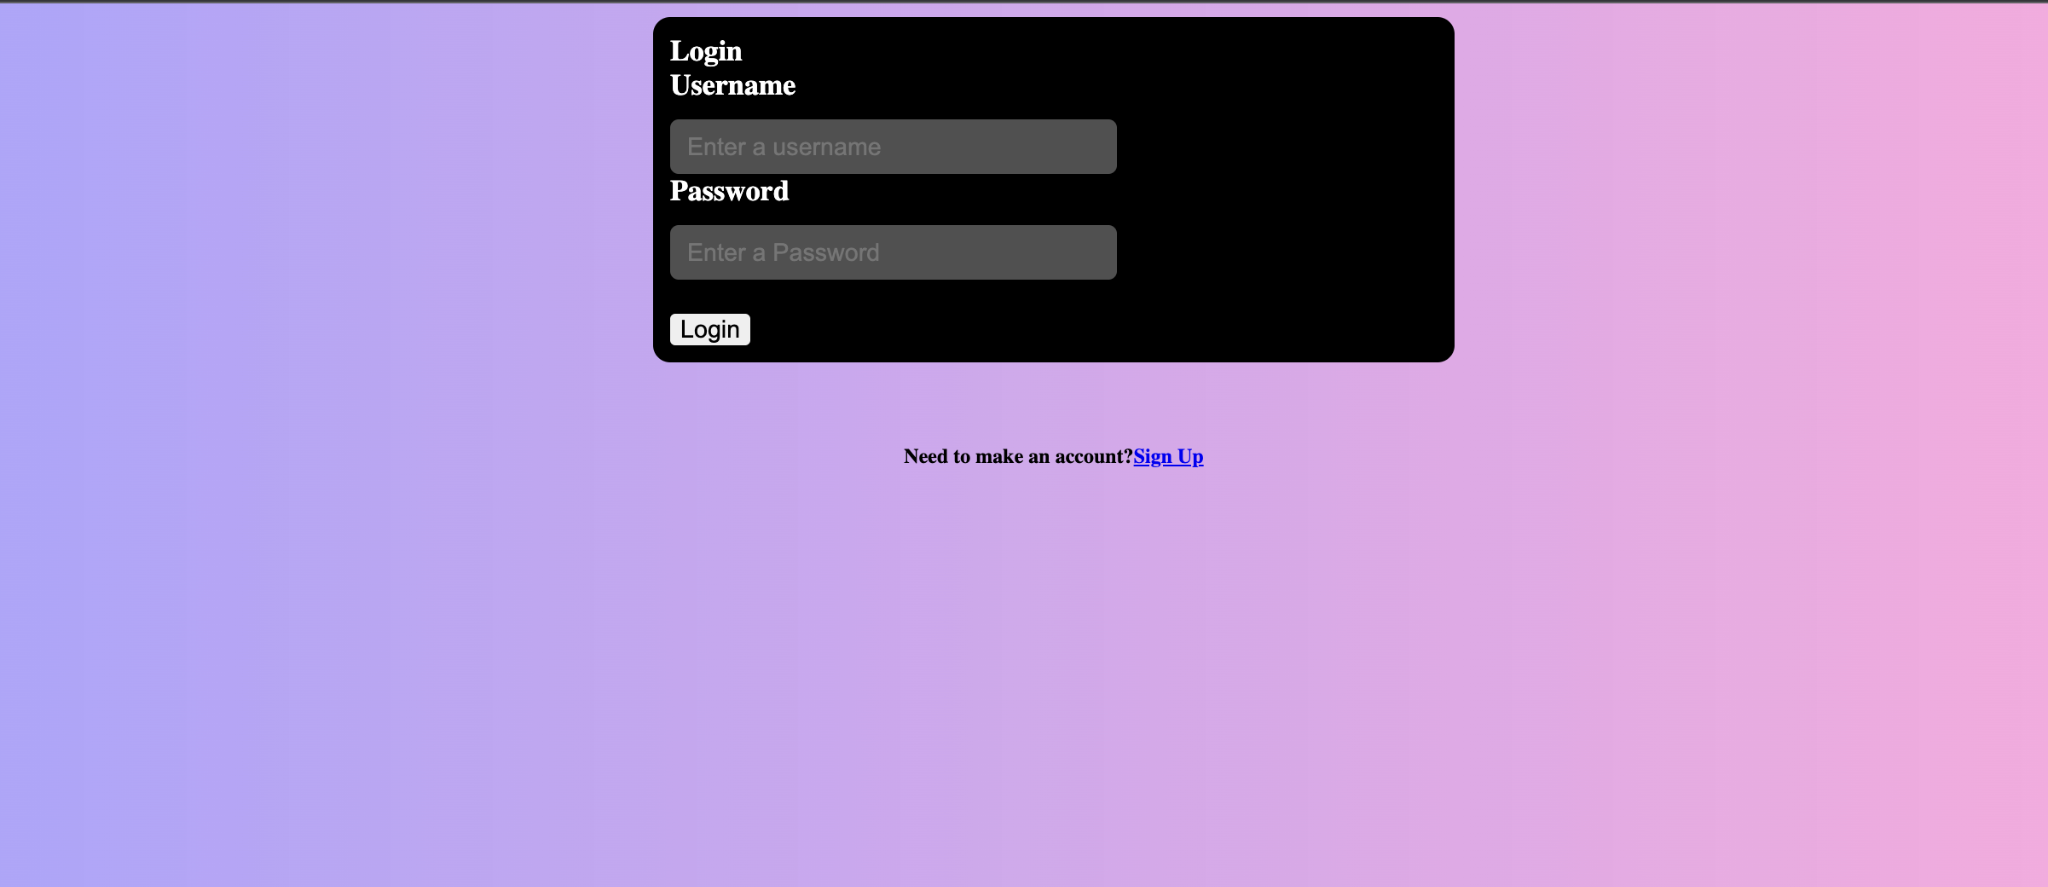 Login
Username
Enter a username
Password
Enter a Password
Login
Need to make an account?Sign Up